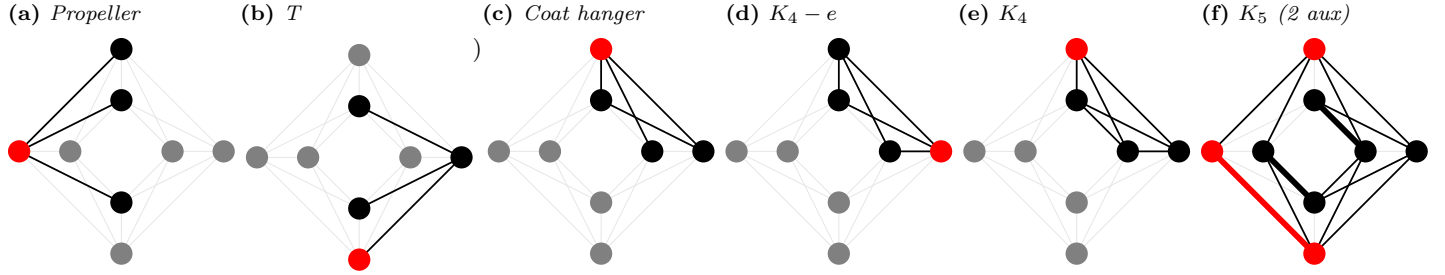 (a) Propeller
(b) T
(c) Coat hanger
(d) K₄ − e
(e) K₄
(f) K₅ (2 aux)
)